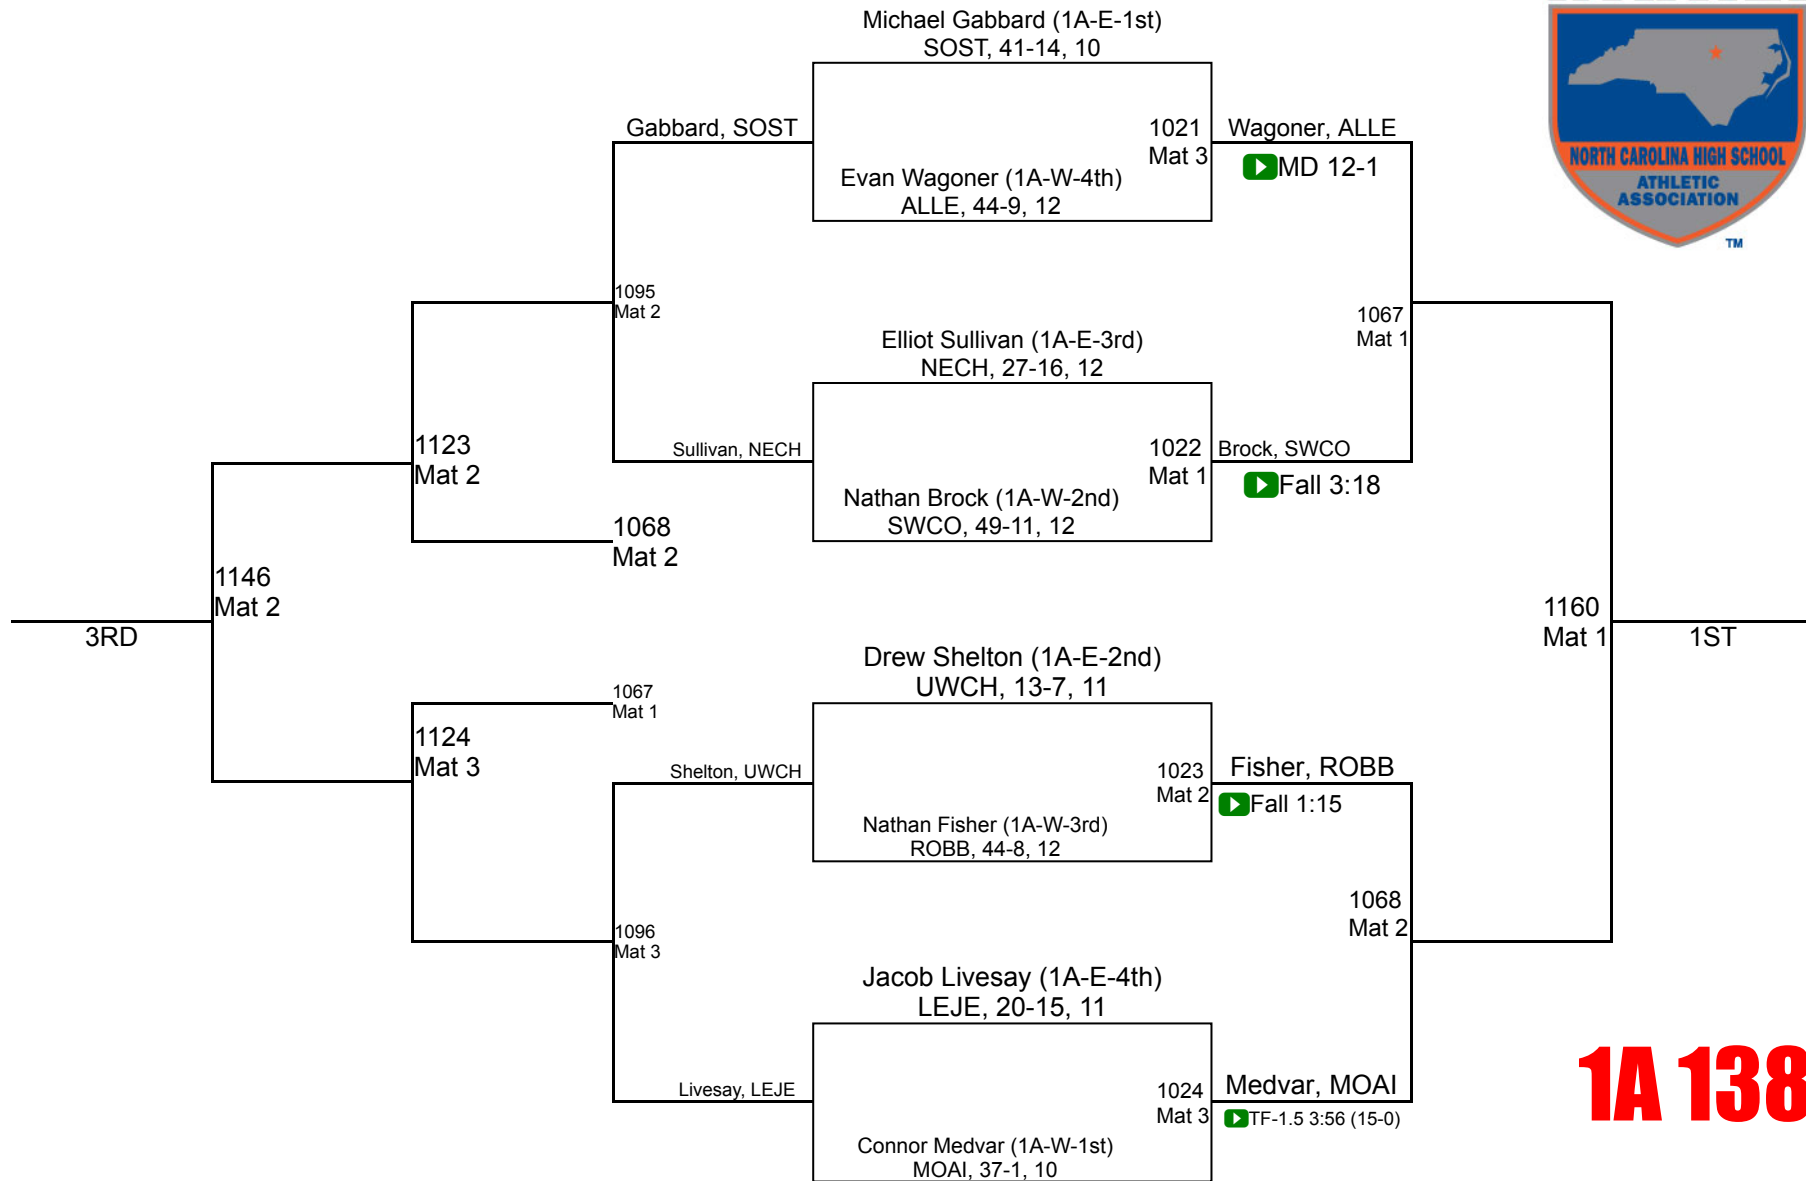 Michael Gabbard (1A-E-1st)
SOST, 41-14, 10
Gabbard, SOST
1021
Mat 3
Wagoner, ALLE
MD 12-1
Evan Wagoner (1A-W-4th)
ALLE, 44-9, 12
NORTH CAROLINA HIGH SCHOOL
ATHLETIC
ASSOCIATION
TM
1095
Mat 2
1067
Mat 1
Elliot Sullivan (1A-E-3rd)
NECH, 27-16, 12
1123
Mat 2
Sullivan, NECH
1022
Mat 1
Brock, SWCO
Fall 3:18
Nathan Brock (1A-W-2nd)
SWCO, 49-11, 12
1068
Mat 2
1146
Mat 2
3RD
1160
Mat 1
1ST
Drew Shelton (1A-E-2nd)
UWCH, 13-7, 11
1067
Mat 1
1124
Mat 3
Shelton, UWCH
1023
Mat 2
Fisher, ROBB
Fall 1:15
Nathan Fisher (1A-W-3rd)
ROBB, 44-8, 12
1096
Mat 3
1068
Mat 2
Jacob Livesay (1A-E-4th)
LEJE, 20-15, 11
Livesay, LEJE
1024
Mat 3
Medvar, MOAI
TF-1.5 3:56 (15-0)
Connor Medvar (1A-W-1st)
MOAI, 37-1, 10
1A 138